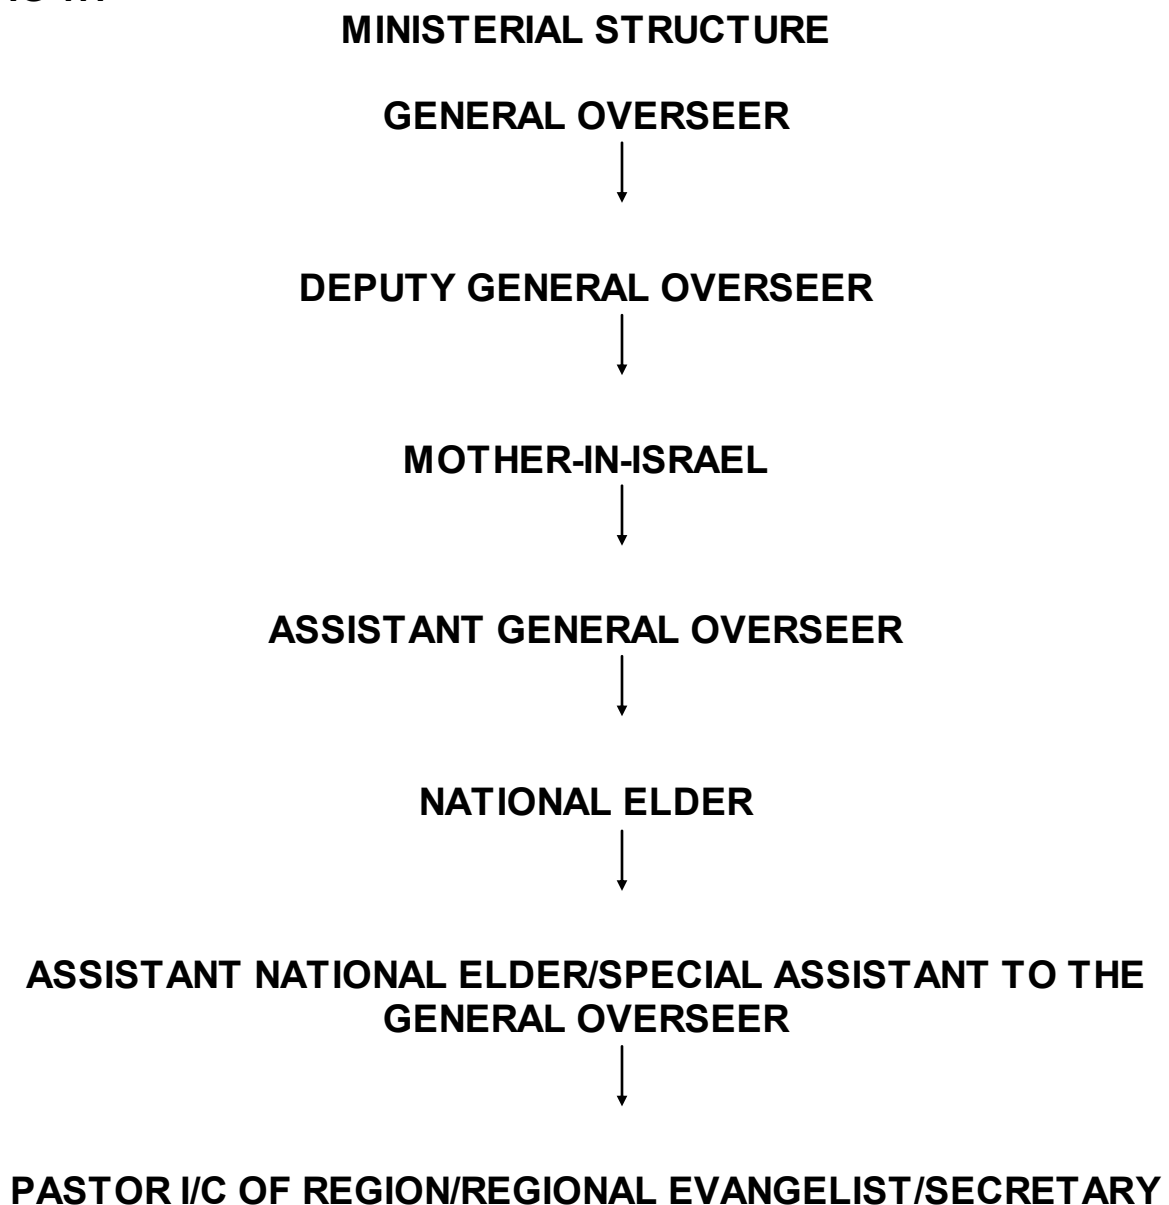 MINISTERIAL STRUCTURE
GENERAL OVERSEER
DEPUTY GENERAL OVERSEER
MOTHER-IN-ISRAEL
ASSISTANT GENERAL OVERSEER
NATIONAL ELDER
ASSISTANT NATIONAL ELDER/SPECIAL ASSISTANT TO THE
GENERAL OVERSEER
PASTOR I/C OF REGION/REGIONAL EVANGELIST/SECRETARY